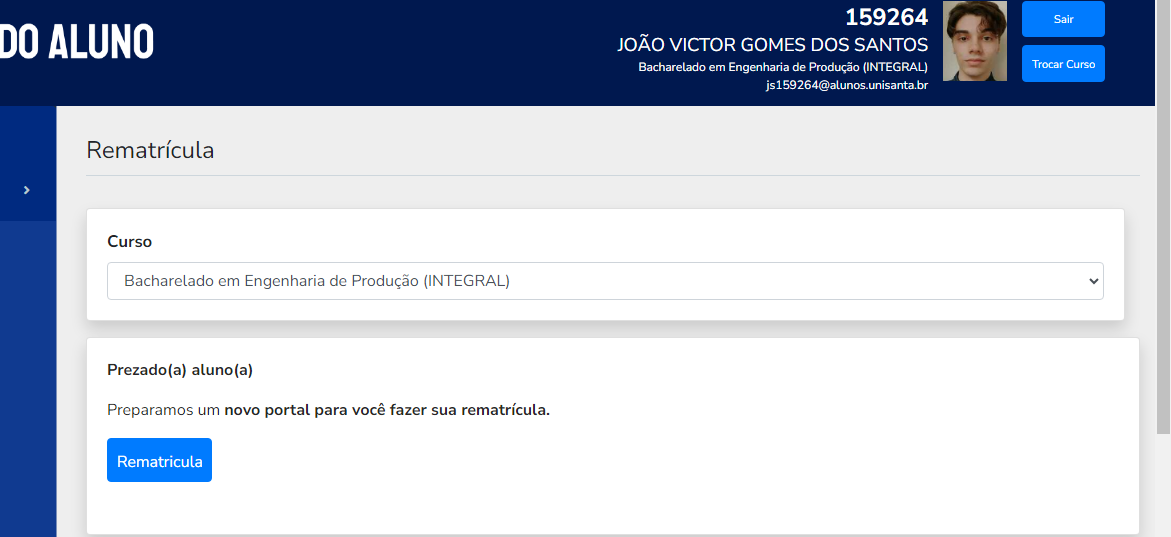 DO ALUNO
159264
JOÃO VICTOR GOMES DOS SANTOS
Bacharelado em Engenharia de Produção (INTEGRAL)
js159264@alunos.unisanta.br
Sair
Trocar Curso
Rematrícula
Curso
Bacharelado em Engenharia de Produção (INTEGRAL)
Prezado(a) aluno(a)
Preparamos um novo portal para você fazer sua rematrícula.
Rematricula